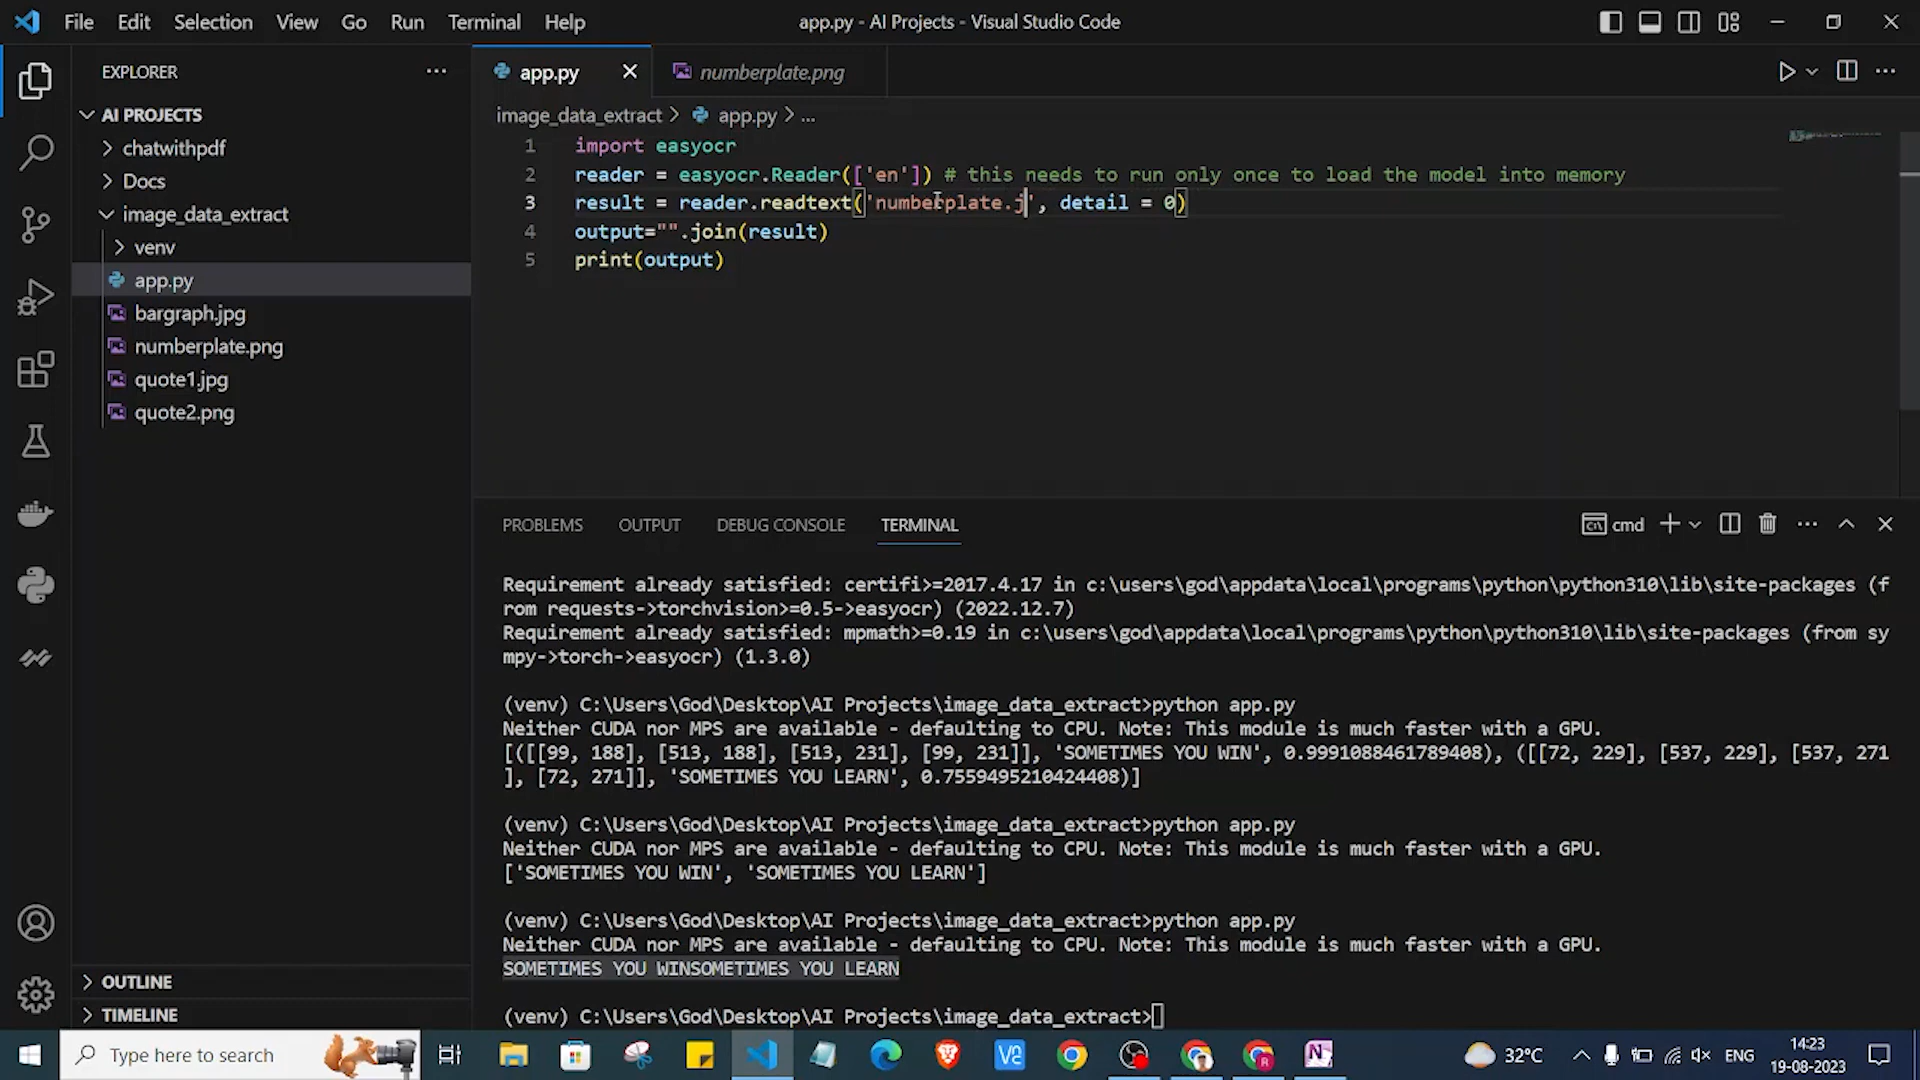 File Edit Selection View Go Run Terminal Help
app.py - AI Projects - Visual Studio Code
EXPLORER
AI PROJECTS
chatwithpdf
Docs
image_data_extract
venv
app.py
bargraph.jpg
numberplate.png
quote1.jpg
quote2.png
OUTLINE
TIMELINE
app.py
numberplate.png
image_data_extract > app.py > ...
1 import easyocr
2 reader = easyocr.Reader(['en']) # this needs to run only once to load the model into memory
3 result = reader.readtext('numberplate.j', detail = 0)
4 output="".join(result)
5 print(output)
PROBLEMS OUTPUT DEBUG CONSOLE TERMINAL
cmd
Requirement already satisfied: certifi>=2017.4.17 in c:\users\god\appdata\local\programs\python\python310\lib\site-packages (f
rom requests->torchvision>=0.5->easyocr) (2022.12.7)
Requirement already satisfied: mpmath>=0.19 in c:\users\god\appdata\local\programs\python\python310\lib\site-packages (from sy
mpy->torch->easyocr) (1.3.0)
(venv) C:\Users\God\Desktop\AI Projects\image_data_extract>python app.py
Neither CUDA nor MPS are available - defaulting to CPU. Note: This module is much faster with a GPU.
[([[99, 188], [513, 188], [513, 231], [99, 231]], 'SOMETIMES YOU WIN', 0.9991088461789408), ([[72, 229], [537, 229], [537, 271
], [72, 271]], 'SOMETIMES YOU LEARN', 0.7559495210424408)]
(venv) C:\Users\God\Desktop\AI Projects\image_data_extract>python app.py
Neither CUDA nor MPS are available - defaulting to CPU. Note: This module is much faster with a GPU.
['SOMETIMES YOU WIN', 'SOMETIMES YOU LEARN']
(venv) C:\Users\God\Desktop\AI Projects\image_data_extract>python app.py
Neither CUDA nor MPS are available - defaulting to CPU. Note: This module is much faster with a GPU.
SOMETIMES YOU WINSOMETIMES YOU LEARN
(venv) C:\Users\God\Desktop\AI Projects\image_data_extract>
Type here to search
32°C
ENG
14:23
19-08-2023